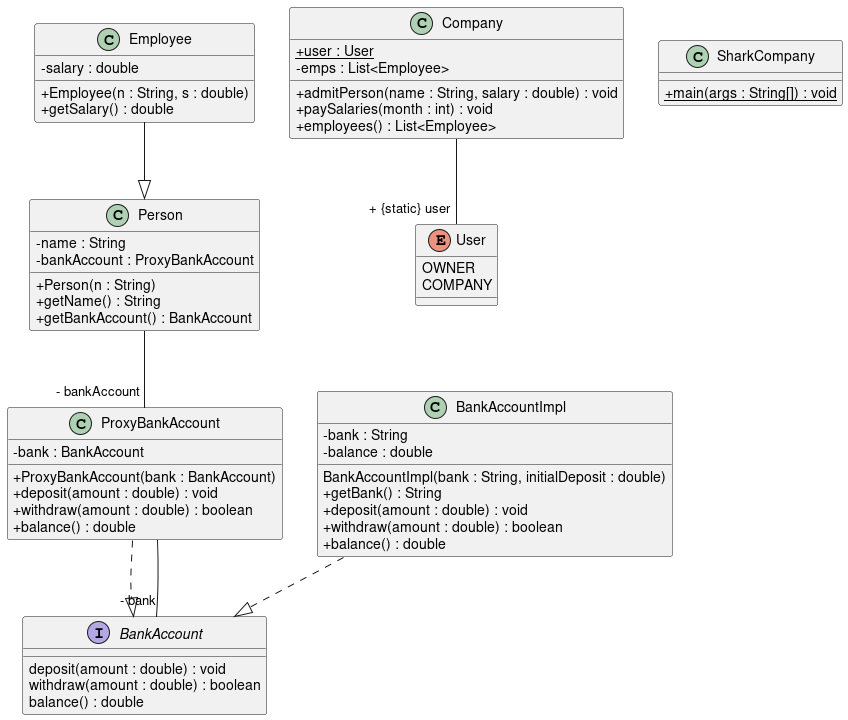 Employee
-salary : double
+Employee(n : String, s : double)
+getSalary() : double
Company
+user : User
-emps : List<Employee>
+admitPerson(name : String, salary : double) : void
+paySalaries(month : int) : void
+employees() : List<Employee>
SharkCompany
+main(args : String[]) : void
Person
-name : String
-bankAccount : ProxyBankAccount
+Person(n : String)
+getName() : String
+getBankAccount() : BankAccount
+ {static} user
User
OWNER
COMPANY
- bankAccount
ProxyBankAccount
-bank : BankAccount
+ProxyBankAccount(bank : BankAccount)
+deposit(amount : double) : void
+withdraw(amount : double) : boolean
+balance() : double
BankAccountImpl
-bank : String
-balance : double
BankAccountImpl(bank : String, initialDeposit : double)
+getBank() : String
+deposit(amount : double) : void
+withdraw(amount : double) : boolean
+balance() : double
- bank
BankAccount
deposit(amount : double) : void
withdraw(amount : double) : boolean
balance() : double